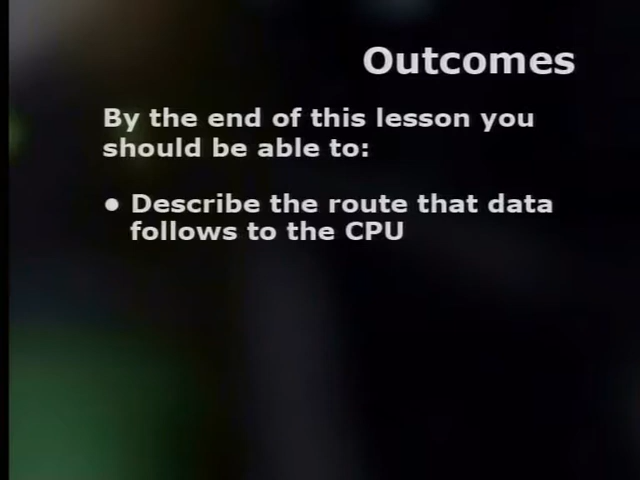 Outcomes
By the end of this lesson you
should be able to:
• Describe the route that data
follows to the CPU